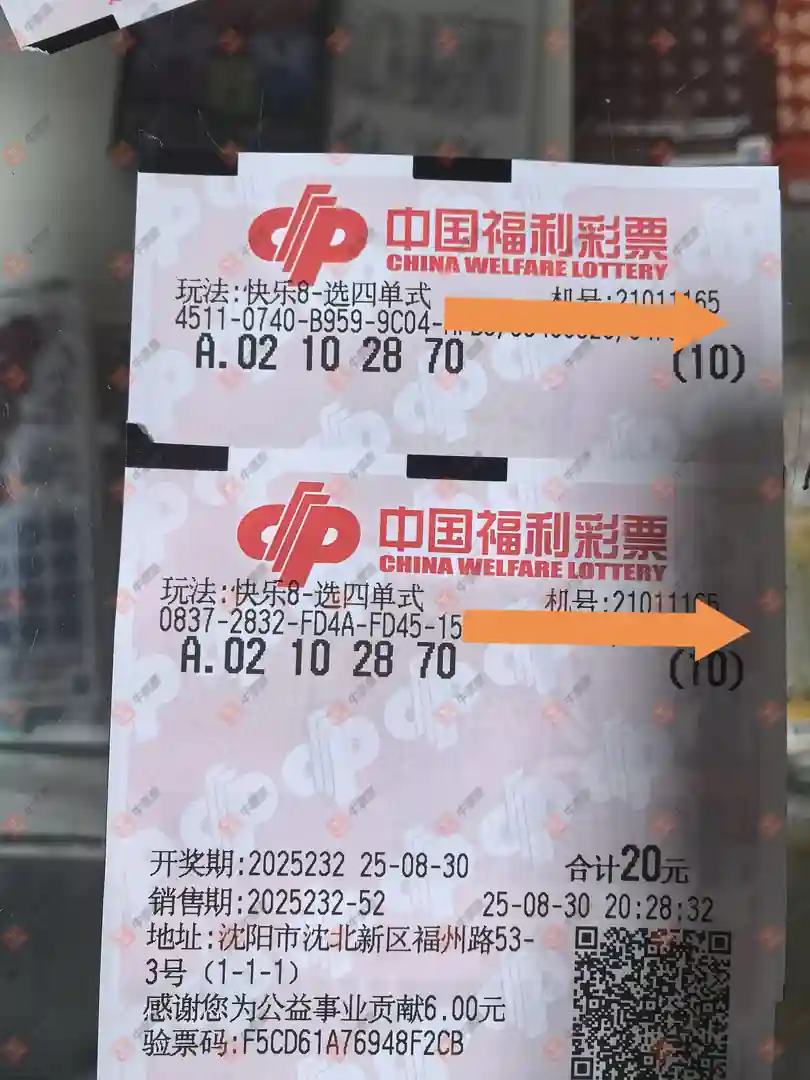 中国福利彩票
CHINA WELFARE LOTTERY
玩法:快乐8-选四单式 机号:21011165
4511-0740-B959-9C04-
A.02 10 28 70 (10)
中国福利彩票
CHINA WELFARE LOTTERY
玩法:快乐8-选四单式 机号:21011165
0837-2832-FD4A-FD45-15
A.02 10 28 70 (10)
开奖期:2025232 25-08-30 合计20元
销售期:2025232-52 25-08-30 20:28:32
地址:沈阳市沈北新区福州路53-
3号（1-1-1）
感谢您为公益事业贡献6.00元
验票码:F5CD61A76948F2CB